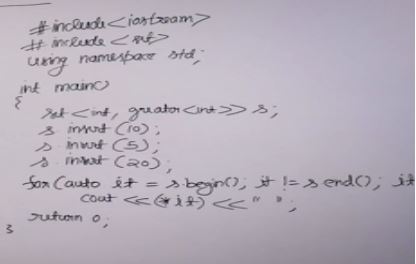 #include<iostream>
#include<set>
using namespace std;
int main()
{
set<int, greater<int>> s;
s. insert (10);
s. insert (5);
s. insert (20);
for(auto it = s.begin(); it != s.end(); it
cout <<(*it) << " ";
return 0;
}